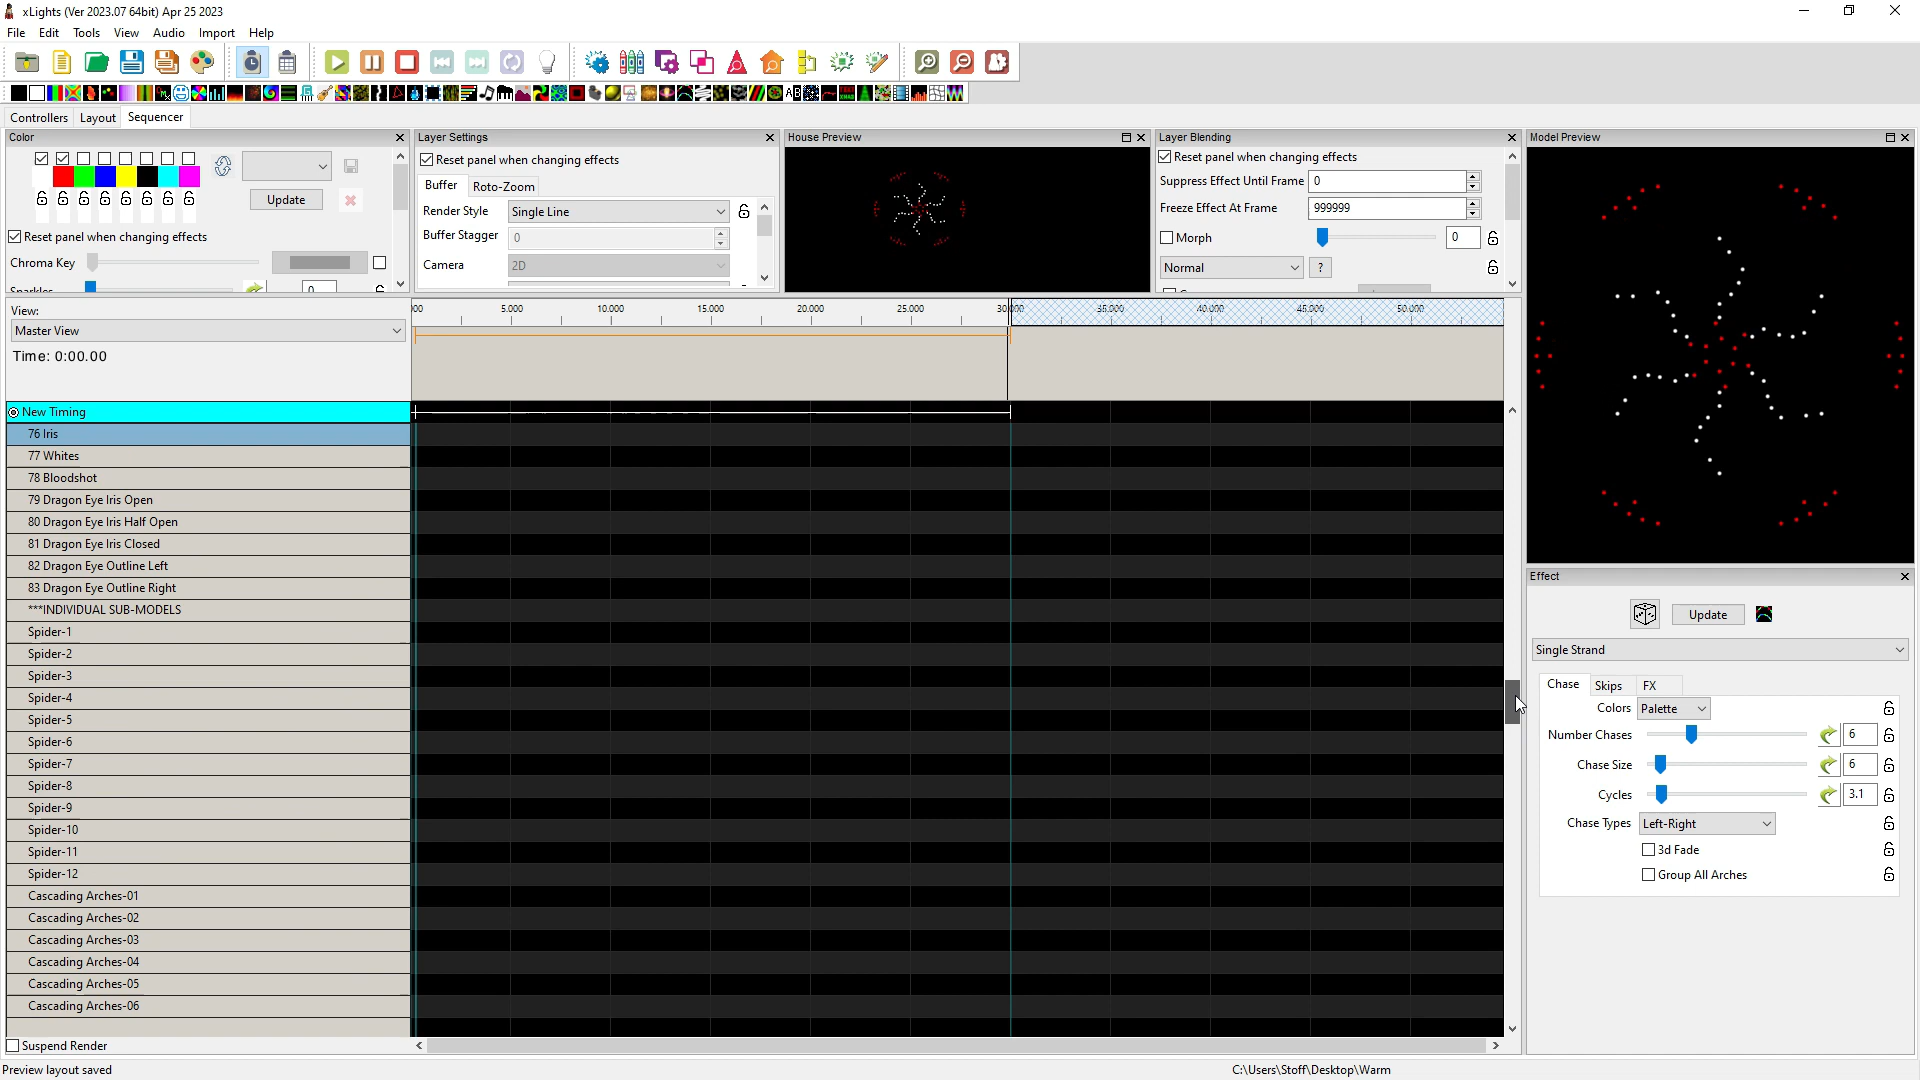 xLights (Ver 2023.07 64bit) Apr 25 2023
File Edit Tools View Audio Import Help
Controllers Layout Sequencer
Color
Update
Reset panel when changing effects
Chroma Key
Sparkles 0
Layer Settings
Reset panel when changing effects
Buffer Roto-Zoom
Render Style Single Line
Buffer Stagger 0
Camera 2D
House Preview
Layer Blending
Reset panel when changing effects
Suppress Effect Until Frame 0
Freeze Effect At Frame 999999
Morph 0
Normal ?
Model Preview
View:
Master View
Time: 0:00.00
5.000 10.000 15.000 20.000 25.000 30.000 35.000 40.000 45.000 50.000
New Timing
76 Iris
77 Whites
78 Bloodshot
79 Dragon Eye Iris Open
80 Dragon Eye Iris Half Open
81 Dragon Eye Iris Closed
82 Dragon Eye Outline Left
83 Dragon Eye Outline Right
***INDIVIDUAL SUB-MODELS
Spider-1
Spider-2
Spider-3
Spider-4
Spider-5
Spider-6
Spider-7
Spider-8
Spider-9
Spider-10
Spider-11
Spider-12
Cascading Arches-01
Cascading Arches-02
Cascading Arches-03
Cascading Arches-04
Cascading Arches-05
Cascading Arches-06
Suspend Render
Effect
Update
Single Strand
Chase Skips FX
Colors Palette
Number Chases 6
Chase Size 6
Cycles 3.1
Chase Types Left-Right
3d Fade
Group All Arches
Preview layout saved
C:\Users\Stoff\Desktop\Warm